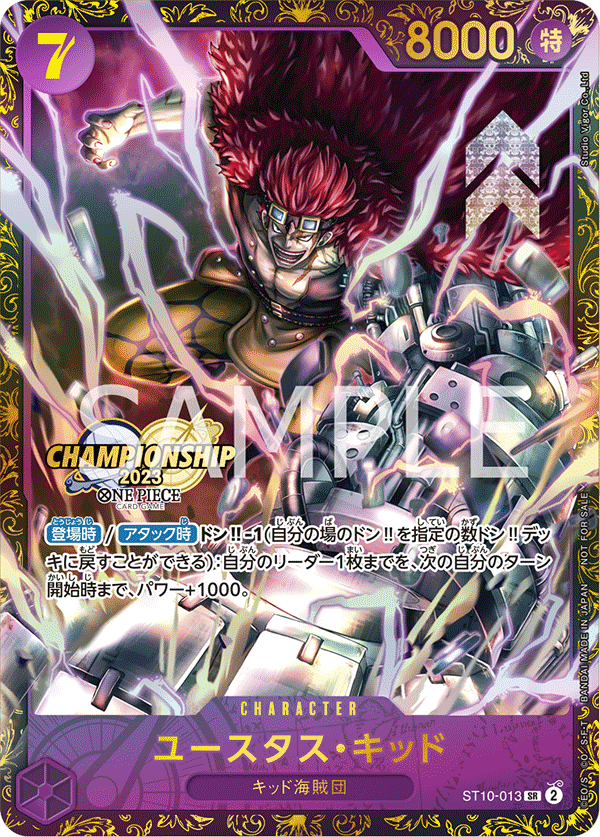 7
8000
特
Studio Vigor Co.,Ltd
SAMPLE
CHAMPIONSHIP
2023
ONE PIECE
CARD GAME
登場時 / アタック時 ドン!!-1(自分の場のドン!!を指定の数ドン!!デッ
キに戻すことができる):自分のリーダー1枚までを、次の自分のターン
開始時まで、パワー+1000。
©E.O/S. ©O. S・F・T BANDAI MADE IN JAPAN NOT FOR SALE
CHARACTER
ユースタス・キッド
キッド海賊団
ST10-013 SR 2